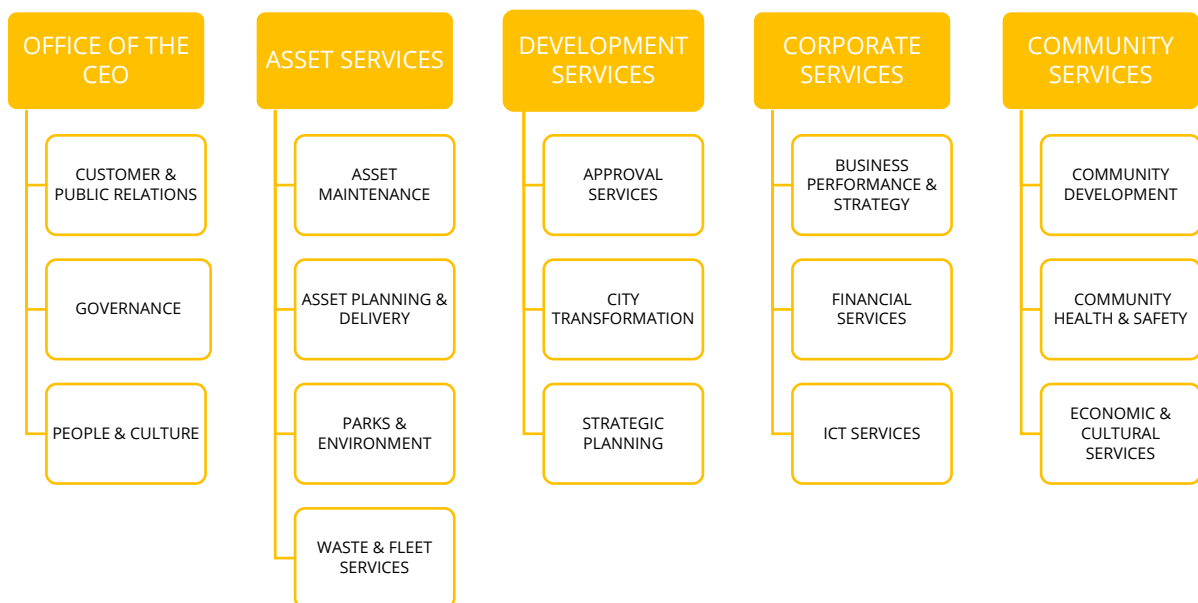 OFFICE OF THE
CEO
CUSTOMER &
PUBLIC RELATIONS
GOVERNANCE
PEOPLE & CULTURE
ASSET SERVICES
ASSET
MAINTENANCE
ASSET PLANNING &
DELIVERY
PARKS &
ENVIRONMENT
WASTE & FLEET
SERVICES
DEVELOPMENT
SERVICES
APPROVAL
SERVICES
CITY
TRANSFORMATION
STRATEGIC
PLANNING
CORPORATE
SERVICES
BUSINESS
PERFORMANCE &
STRATEGY
FINANCIAL
SERVICES
ICT SERVICES
COMMUNITY
SERVICES
COMMUNITY
DEVELOPMENT
COMMUNITY
HEALTH & SAFETY
ECONOMIC &
CULTURAL
SERVICES